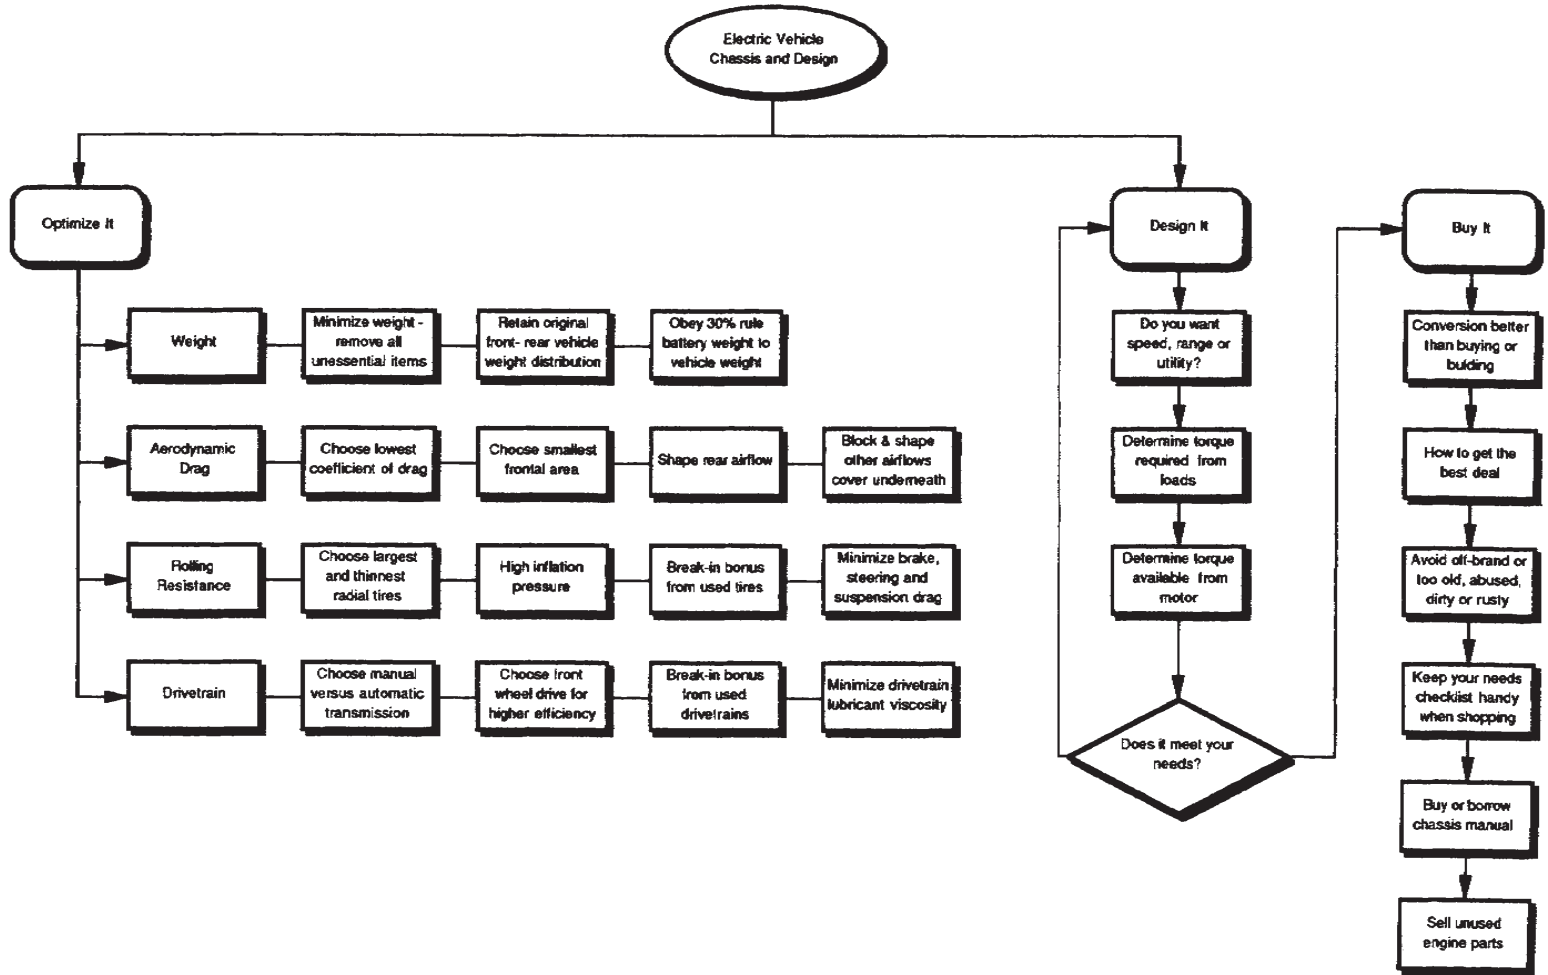 Electric Vehicle
Chassis and Design
Optimize It
Weight
Minimize weight -
remove all
unessential items
Retain original
front- rear vehicle
weight distribution
Obey 30% rule
battery weight to
vehicle weight
Aerodynamic
Drag
Choose lowest
coefficient of drag
Choose smallest
frontal area
Shape rear airflow
Block & shape
other airflows
cover underneath
Rolling
Resistance
Choose largest
and thinnest
radial tires
High inflation
pressure
Break-in bonus
from used tires
Minimize brake,
steering and
suspension drag
Drivetrain
Choose manual
versus automatic
transmission
Choose front
wheel drive for
higher efficiency
Break-in bonus
from used
drivetrains
Minimize drivetrain
lubricant viscosity
Design It
Do you want
speed, range or
utility?
Determine torque
required from
loads
Determine torque
available from
motor
Does it meet your
needs?
Buy It
Conversion better
than buying or
bulding
How to get the
best deal
Avoid off-brand or
too old, abused,
dirty or rusty
Keep your needs
checklist handy
when shopping
Buy or borrow
chassis manual
Sell unused
engine parts